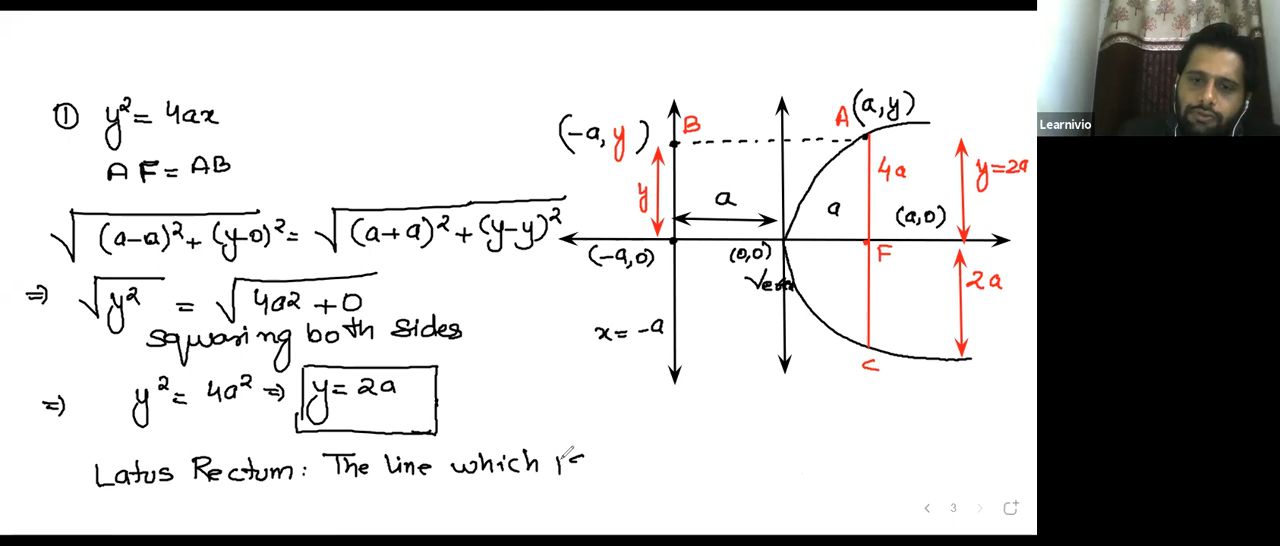 ① y² = 4ax
AF = AB
√(a-a)² + (y-0)² = √(a+a)² + (y-y)²
⇒ √y² = √4a² + 0
Squaring both sides
⇒ y² = 4a² ⇒ y = 2a
Latus Rectum: The line which is
(-a, y)
B
A (a, y)
y
4a
y = 2a
a
a
(a,0)
(-a,0)
(0,0)
F
2a
x = -a
C
Learnivio
3